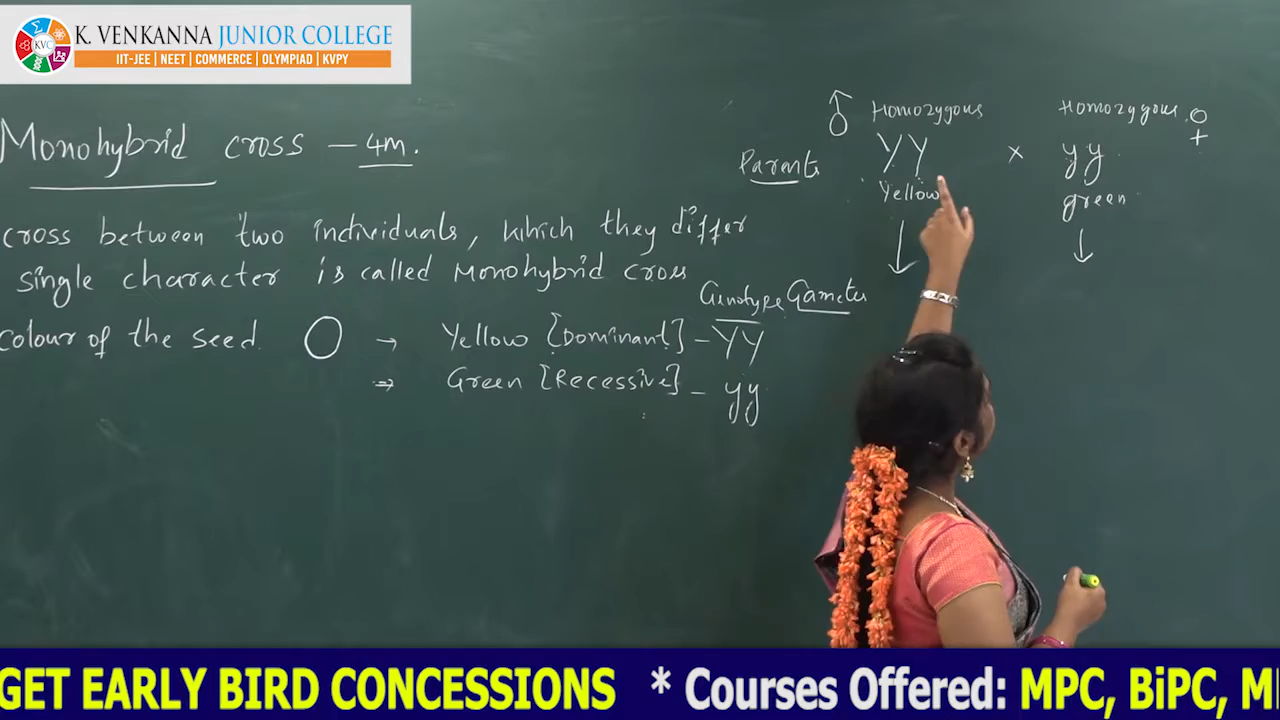 K. VENKANNA JUNIOR COLLEGE
IIT-JEE | NEET | COMMERCE | OLYMPIAD | KVPY
KVC
Monohybrid cross - 4m.
cross between two individuals, which they differ
single character is called Monohybrid cross
colour of the seed. O → Yellow [Dominant] - YY
⇒ Green [Recessive] - yy
Genotype
♂ Homozygous Homozygous ♀
Parents YY × yy
Yellow green
↓ ↓
Gametes
GET EARLY BIRD CONCESSIONS * Courses Offered: MPC, BiPC,